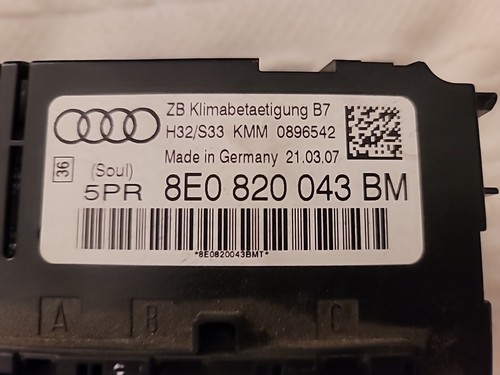 ZB Klimabetaetigung B7
H32/S33 KMM 0896542
Made in Germany 21.03.07
36
(Soul)
5PR 8E0 820 043 BM
*8E0820043BMT*
A B C